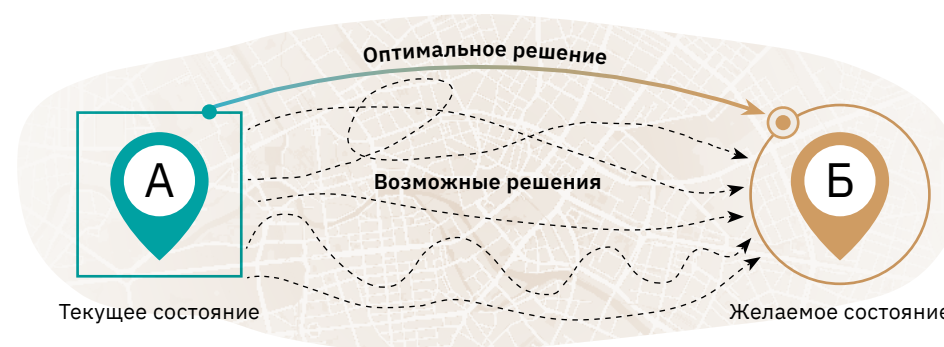 Оптимальное решение
А
Возможные решения
Б
Текущее состояние
Желаемое состояние